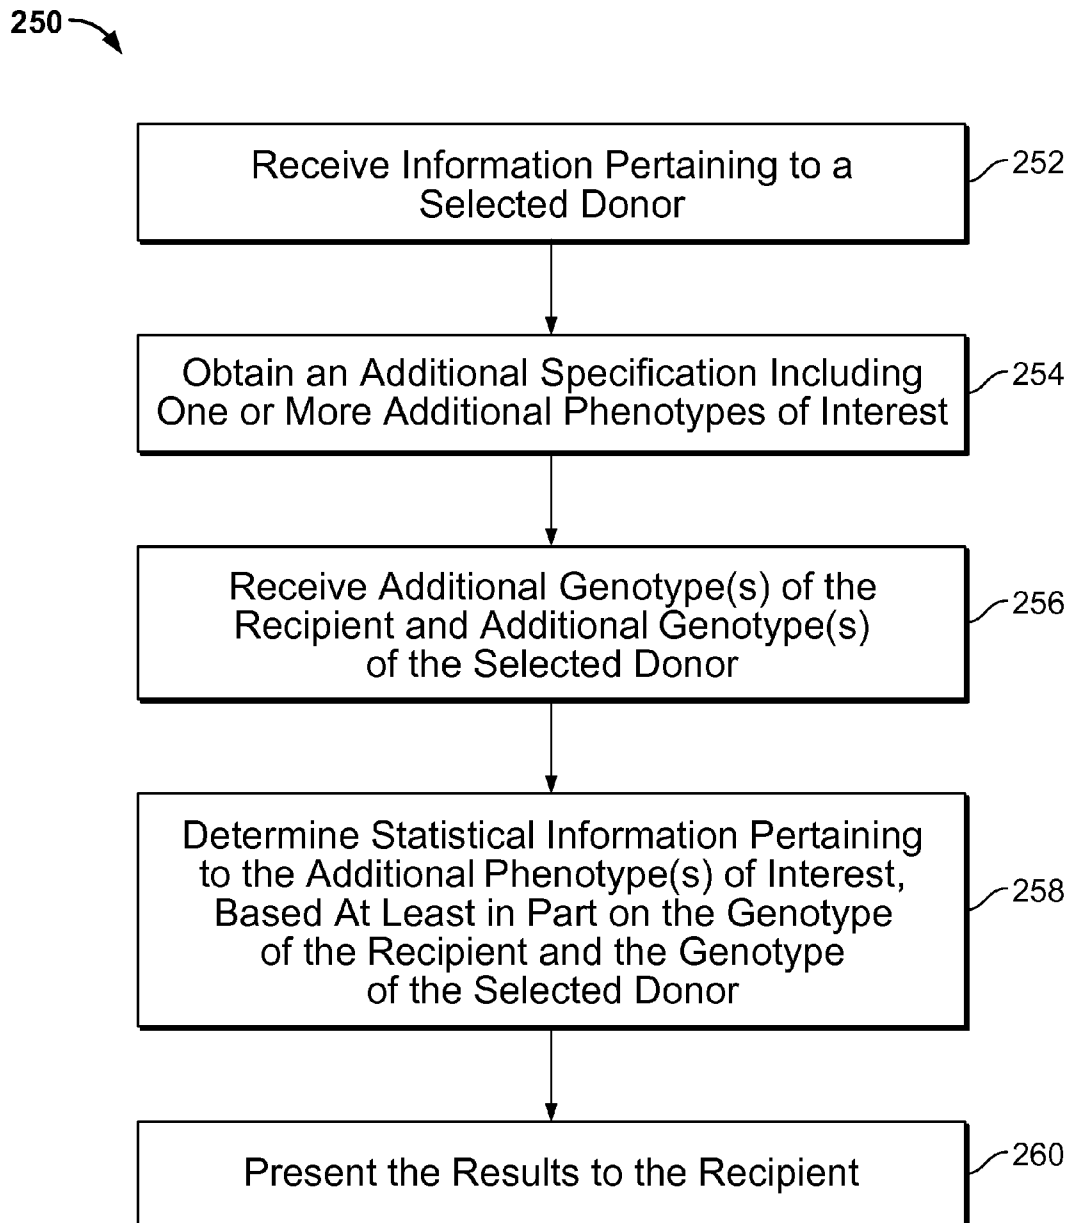 250
Receive Information Pertaining to a
Selected Donor
252
Obtain an Additional Specification Including
One or More Additional Phenotypes of Interest
254
Receive Additional Genotype(s) of the
Recipient and Additional Genotype(s)
of the Selected Donor
256
Determine Statistical Information Pertaining
to the Additional Phenotype(s) of Interest,
Based At Least in Part on the Genotype
of the Recipient and the Genotype
of the Selected Donor
258
Present the Results to the Recipient
260